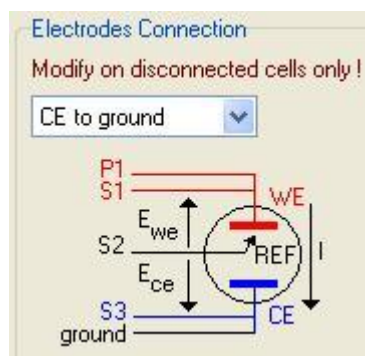 Electrodes Connection
Modify on disconnected cells only !
CE to ground
P1
S1
WE
Ewe
S2
REF
I
Ece
S3
CE
ground